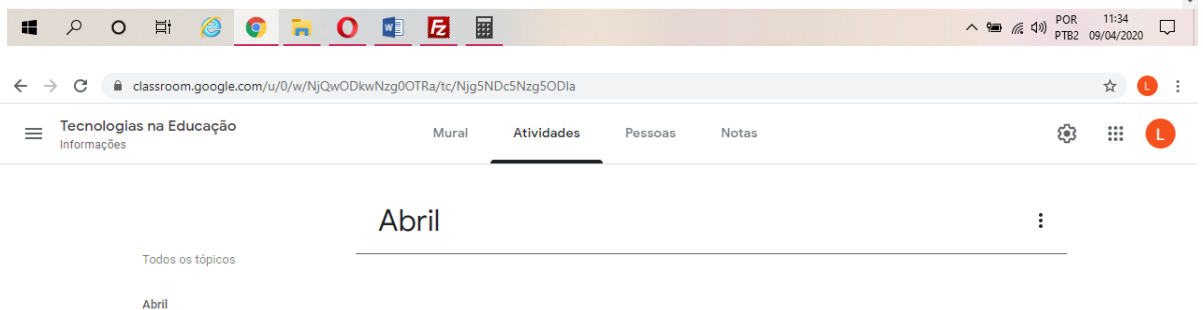 POR 11:34
PTB2 09/04/2020
classroom.google.com/u/0/w/NjQwODkwNzg0OTRa/tc/Njg5NDc5Nzg5ODla
L
Tecnologias na Educação
Informações
Mural Atividades Pessoas Notas
L
Abril
Todos os tópicos
Abril